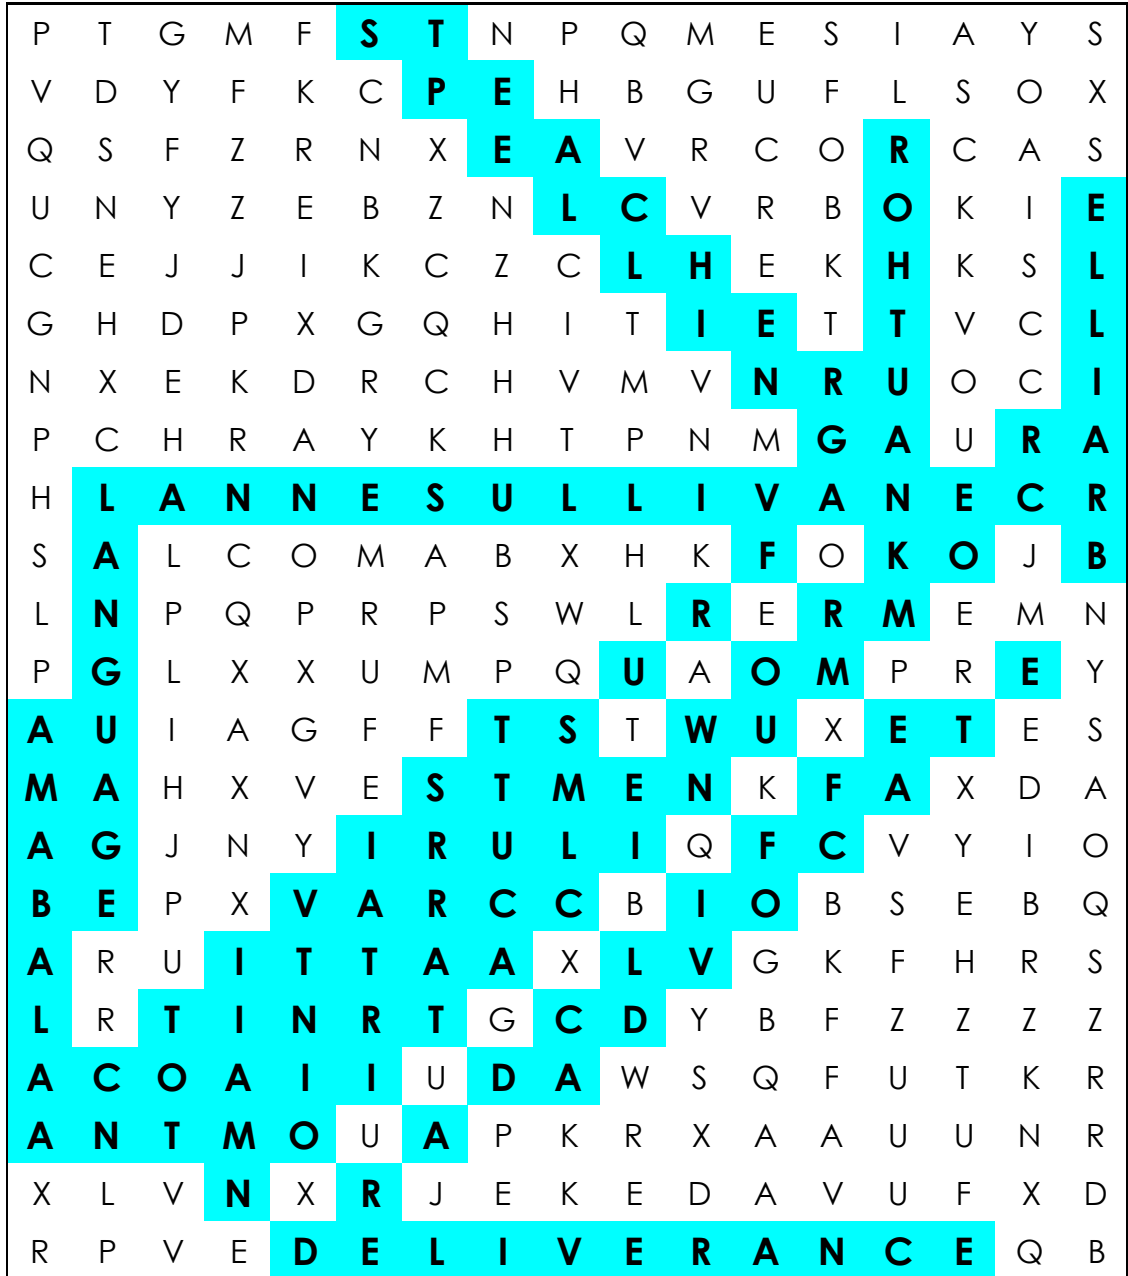 P T G M F S T N P Q M E S I A Y S
V D Y F K C P E H B G U F L S O X
Q S F Z R N X E A V R C O R C A S
U N Y Z E B Z N L C V R B O K I E
C E J J I K C Z C L H E K H K S L
G H D P X G Q H I T I E T T V C L
N X E K D R C H V M V N R U O C I
P C H R A Y K H T P N M G A U R A
H L A N N E S U L L I V A N E C R
S A L C O M A B X H K F O K O J B
L N P Q P R P S W L R E R M E M N
P G L X X U M P Q U A O M P R E Y
A U I A G F F T S T W U X E T E S
M A H X V E S T M E N K F A X D A
A G J N Y I R U L I Q F C V Y I O
B E P X V A R C C B I O B S E B Q
A R U I T T A A X L V G K F H R S
L R T I N R T G C D Y B F Z Z Z Z
A C O A I I U D A W S Q F U T K R
A N T M O U A P K R X A A U U N R
X L V N X R J E K E D A V U F X D
R P V E D E L I V E R A N C E Q B